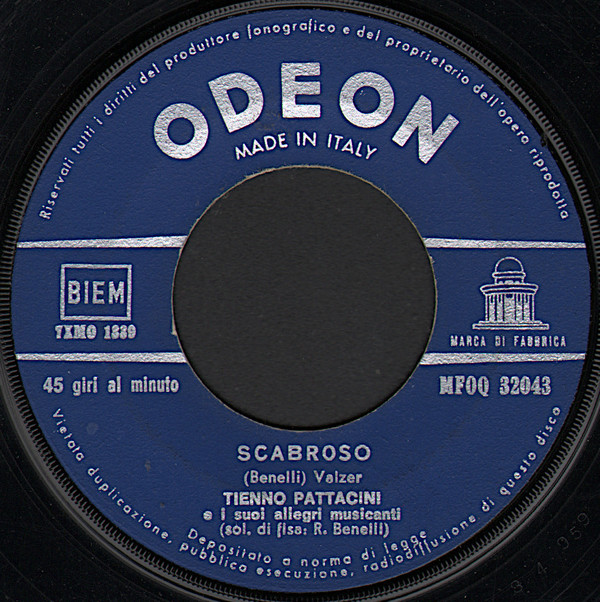 Riservati tutti i diritti del produttore fonografico e del proprietario dell'opera riprodotta
ODEON
MADE IN ITALY
BIEM
7XMO 1339
MARCA DI FABBRICA
45 giri al minuto
MFOQ 32043
SCABROSO
(Benelli) Valzer
TIENNO PATTACINI
e i suoi allegri musicanti
(sol. di fisa: R. Benelli)
Depositato a norma di legge
Vietata duplicazione, pubblica esecuzione, radiodiffusione di questo disco